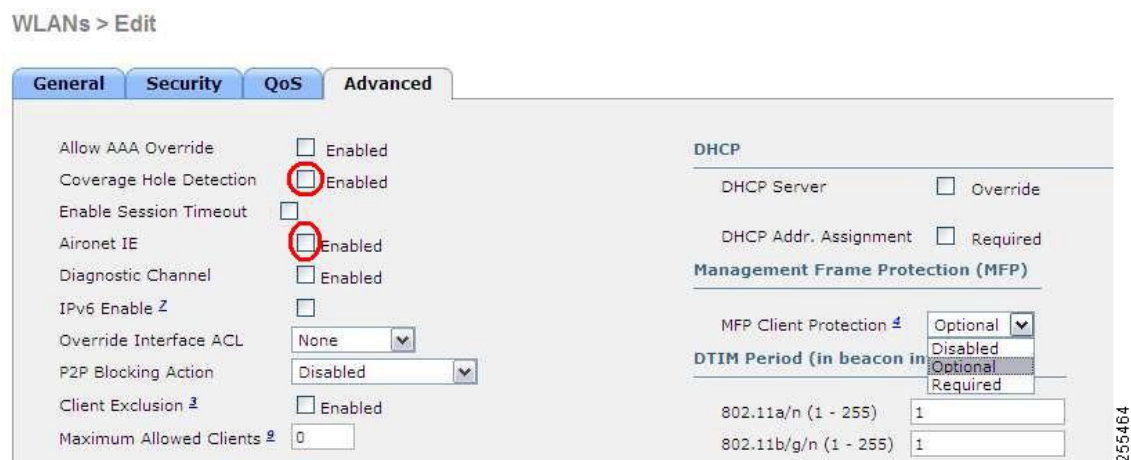 WLANs > Edit
General Security QoS Advanced
Allow AAA Override Enabled
Coverage Hole Detection Enabled
Enable Session Timeout
Aironet IE Enabled
Diagnostic Channel Enabled
IPv6 Enable 7
Override Interface ACL None
P2P Blocking Action Disabled
Client Exclusion 3 Enabled
Maximum Allowed Clients 9 0
DHCP
DHCP Server Override
DHCP Addr. Assignment Required
Management Frame Protection (MFP)
MFP Client Protection 4 Optional
Disabled
Optional
Required
DTIM Period (in beacon in
802.11a/n (1 - 255) 1
802.11b/g/n (1 - 255) 1
255464